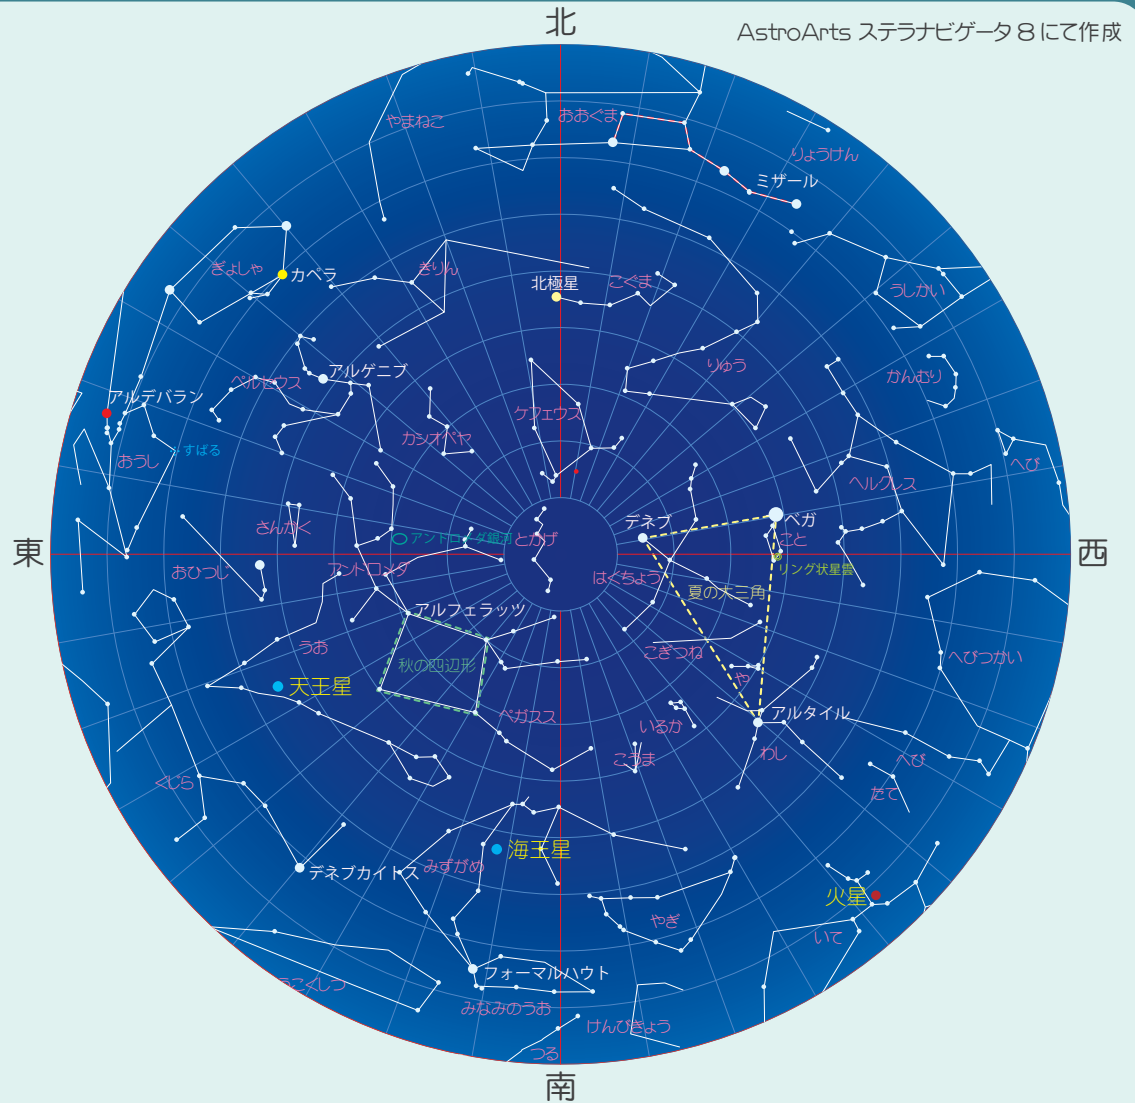 北
AstroArts ステラナビゲータ８にて作成
やまねこ
おおぐま
りょうけん
ミザール
ぎょしゃ
カペラ
きりん
北極星
こぐま
うしかい
アルゲニブ
ペルセウス
りゅう
かんむり
アルデバラン
ケフェウス
カシオペヤ
すばる
おうし
へび
ヘルクレス
さんかく
デネブ
ベガ
アンドロメダ銀河
とかげ
こと
東
西
おひつじ
アンドロメダ
リング状星雲
はくちょう
夏の大三角
アルフェラッツ
うお
こぎつね
へびつかい
秋の四辺形
や
天王星
ペガスス
いるか
アルタイル
こうま
わし
へび
くじら
たて
海王星
デネブカイトス
みずがめ
火星
やぎ
いて
フォーマルハウト
うこくしつ
みなみのうお
けんびきょう
つる
南